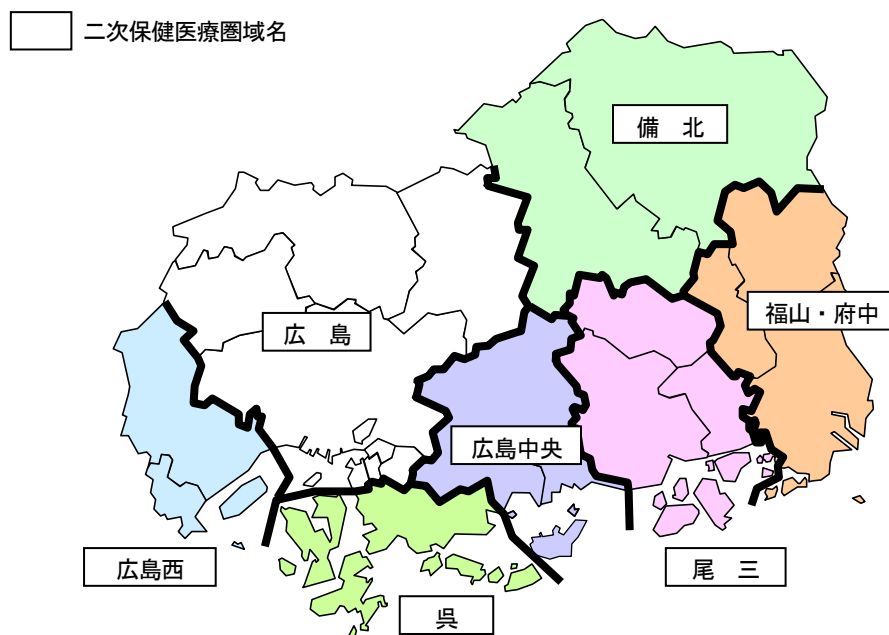 二次保健医療圏域名
備 北
福山・府中
広 島
広島中央
広島西
尾 三
呉